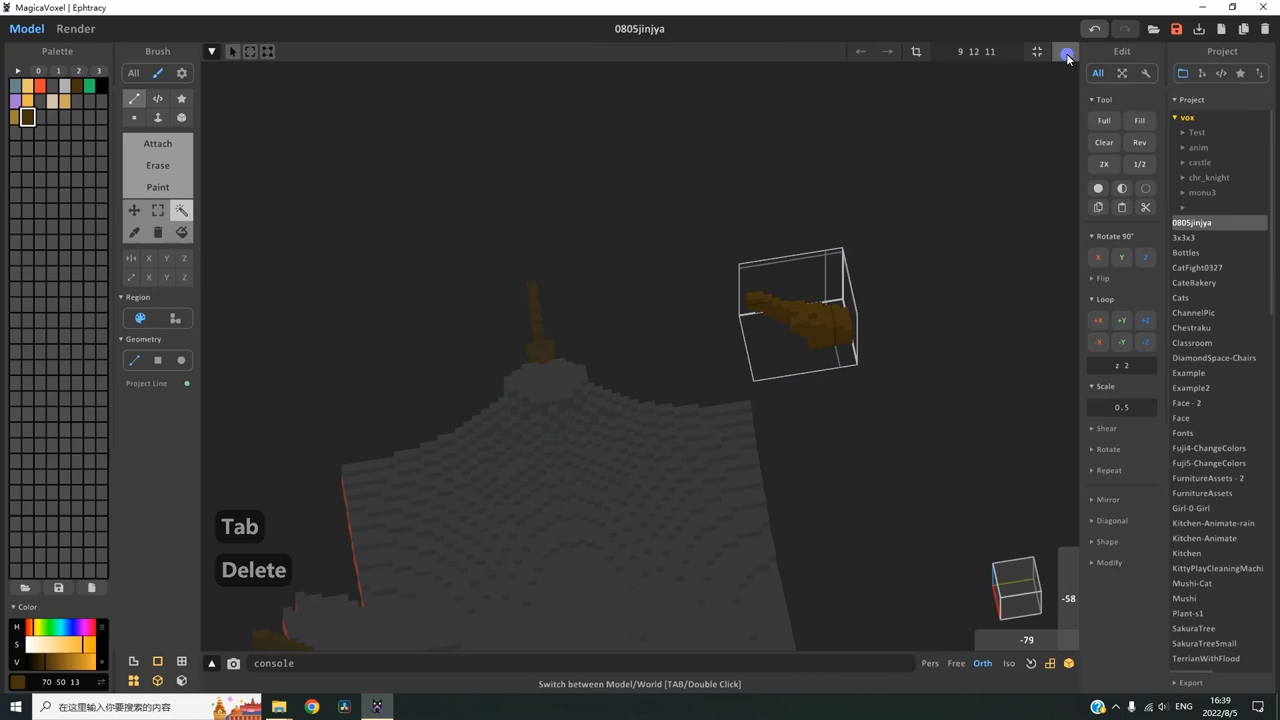 MagicaVoxel | Ephtracy
Model
Render
0805jinjya
Palette
0
1
2
3
Brush
All
Attach
Erase
Paint
X
Y
Z
X
Y
Z
Region
Geometry
Project Line
Color
H
S
V
70 50 13
9 12 11
Tab
Delete
-58
-79
console
Pers
Free
Orth
Iso
Switch between Model/World [TAB/Double Click]
Edit
All
Tool
Full
Fill
Clear
Rev
2X
1/2
Rotate 90°
X
Y
Z
Flip
Loop
+X
+Y
+Z
-X
-Y
-Z
z 2
Scale
0.5
Shear
Rotate
Repeat
Mirror
Diagonal
Shape
Modify
Project
Project
vox
Test
anim
castle
chr_knight
monu3
0805jinjya
3x3x3
Bottles
CatFight0327
CateBakery
Cats
ChannelPic
Chestraku
Classroom
DiamondSpace-Chairs
Example
Example2
Face - 2
Face
Fonts
Fuji4-ChangeColors
Fuji5-ChangeColors
FurnitureAssets - 2
FurnitureAssets
Girl-0-Girl
Kitchen-Animate-rain
Kitchen-Animate
Kitchen
KittyPlayCleaningMachi
Mushi-Cat
Mushi
Plant-s1
SakuraTree
SakuraTreeSmall
TerrianWithFlood
Export
在这里输入你要搜索的内容
ENG
16:39
2022/8/5